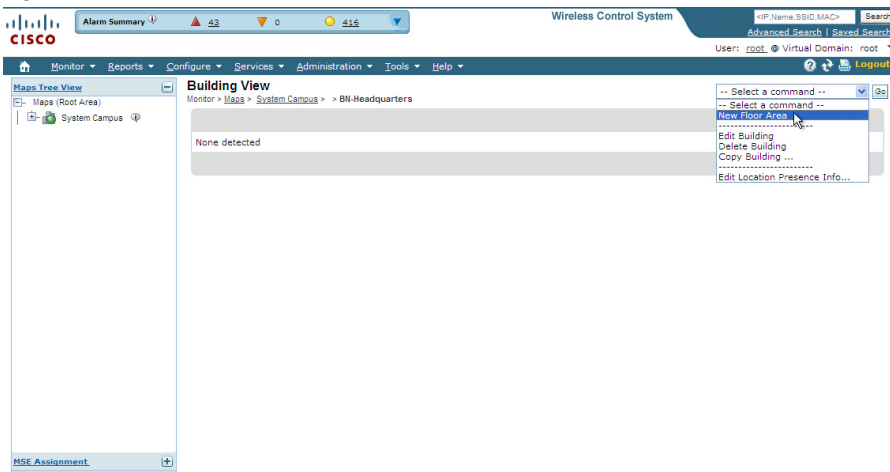 CISCO
Alarm Summary 43 0 416
Wireless Control System
<IP,Name,SSID,MAC> Search
Advanced Search | Saved Search
User: root @ Virtual Domain: root
Monitor Reports Configure Services Administration Tools Help
Logout
Maps Tree View
Maps (Root Area)
System Campus
Building View
Monitor > Maps > System Campus > > BN-Headquarters
None detected
-- Select a command -- Go
-- Select a command --
New Floor Area
------------------------
Edit Building
Delete Building
Copy Building ...
------------------------
Edit Location Presence Info...
MSE Assignment